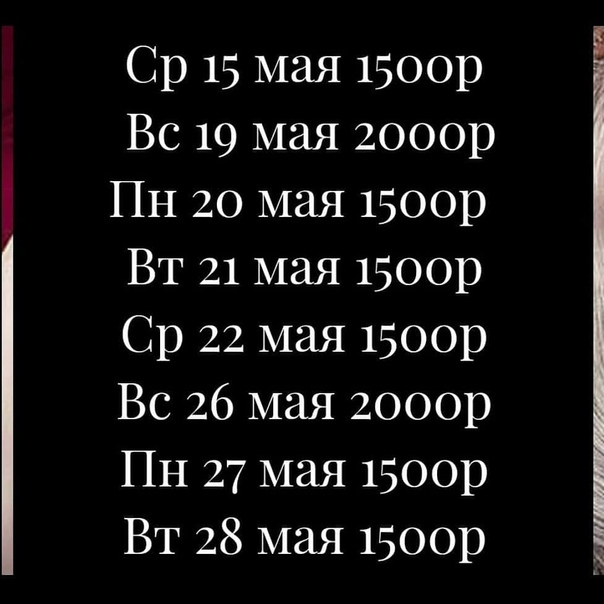 Ср 15 мая 1500р
Вс 19 мая 2000р
Пн 20 мая 1500р
Вт 21 мая 1500р
Ср 22 мая 1500р
Вс 26 мая 2000р
Пн 27 мая 1500р
Вт 28 мая 1500р